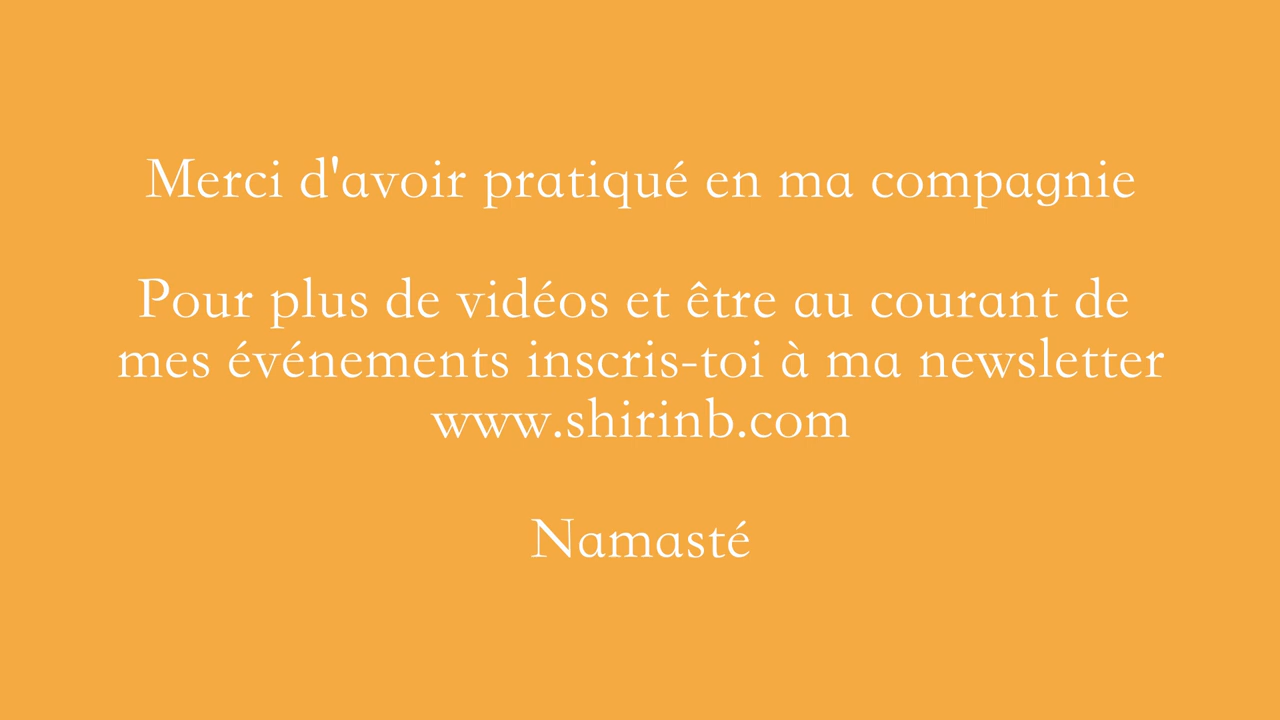 Merci d'avoir pratiqué en ma compagnie
Pour plus de vidéos et être au courant de
mes événements inscris-toi à ma newsletter
www.shirinb.com
Namasté